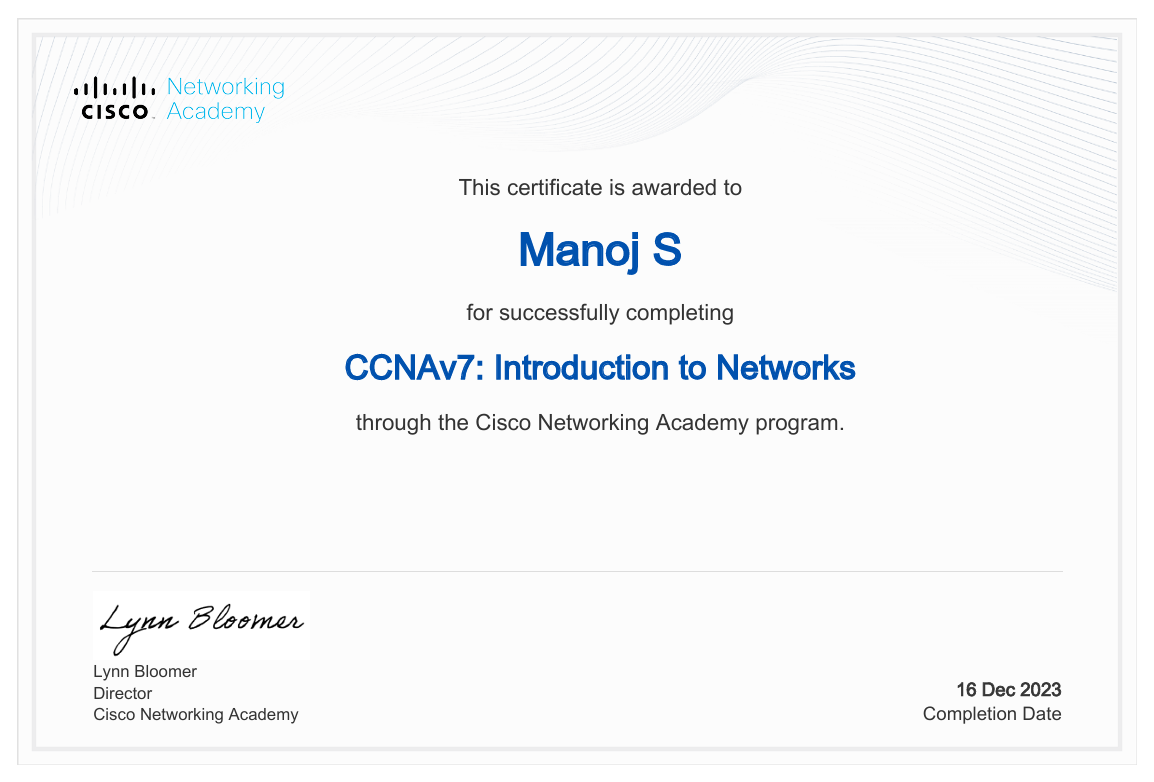 CISCO Networking
Academy
This certificate is awarded to
Manoj S
for successfully completing
CCNAv7: Introduction to Networks
through the Cisco Networking Academy program.
Lynn Bloomer
Lynn Bloomer
Director
Cisco Networking Academy
16 Dec 2023
Completion Date